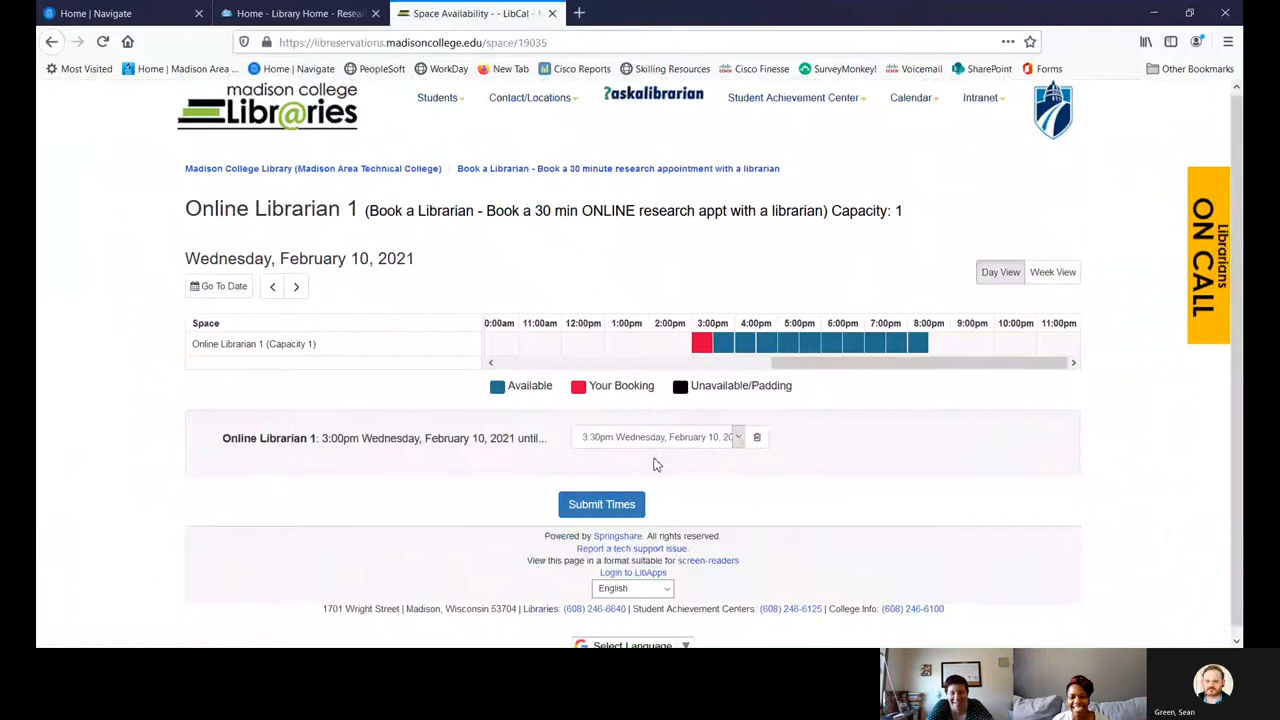 Home | Navigate
Home - Library Home - Resear
Space Availability - - LibCal -
https://libreservations.madisoncollege.edu/space/19035
Most Visited
Home | Madison Area ...
Home | Navigate
PeopleSoft
WorkDay
New Tab
Cisco Reports
Skilling Resources
Cisco Finesse
SurveyMonkey!
Voicemail
SharePoint
Forms
Other Bookmarks
madison college
Libr@ries
Students
Contact/Locations
?askalibrarian
Student Achievement Center
Calendar
Intranet
Madison College Library (Madison Area Technical College)
Book a Librarian - Book a 30 minute research appointment with a librarian
Librarians
ON CALL
Online Librarian 1 (Book a Librarian - Book a 30 min ONLINE research appt with a librarian) Capacity: 1
Wednesday, February 10, 2021
Go To Date
Day View
Week View
Space
0:00am 11:00am 12:00pm 1:00pm 2:00pm 3:00pm 4:00pm 5:00pm 6:00pm 7:00pm 8:00pm 9:00pm 10:00pm 11:00pm
Online Librarian 1 (Capacity 1)
Available
Your Booking
Unavailable/Padding
Online Librarian 1: 3:00pm Wednesday, February 10, 2021 until...
3:30pm Wednesday, February 10, 20
Submit Times
Powered by Springshare. All rights reserved
Report a tech support issue.
View this page in a format suitable for screen-readers
Login to LibApps
English
1701 Wright Street | Madison, Wisconsin 53704 | Libraries: (608) 246-6640 | Student Achievement Centers. (608) 246-6125 | College Info: (608) 246-6100
Select Language
Green, Sean